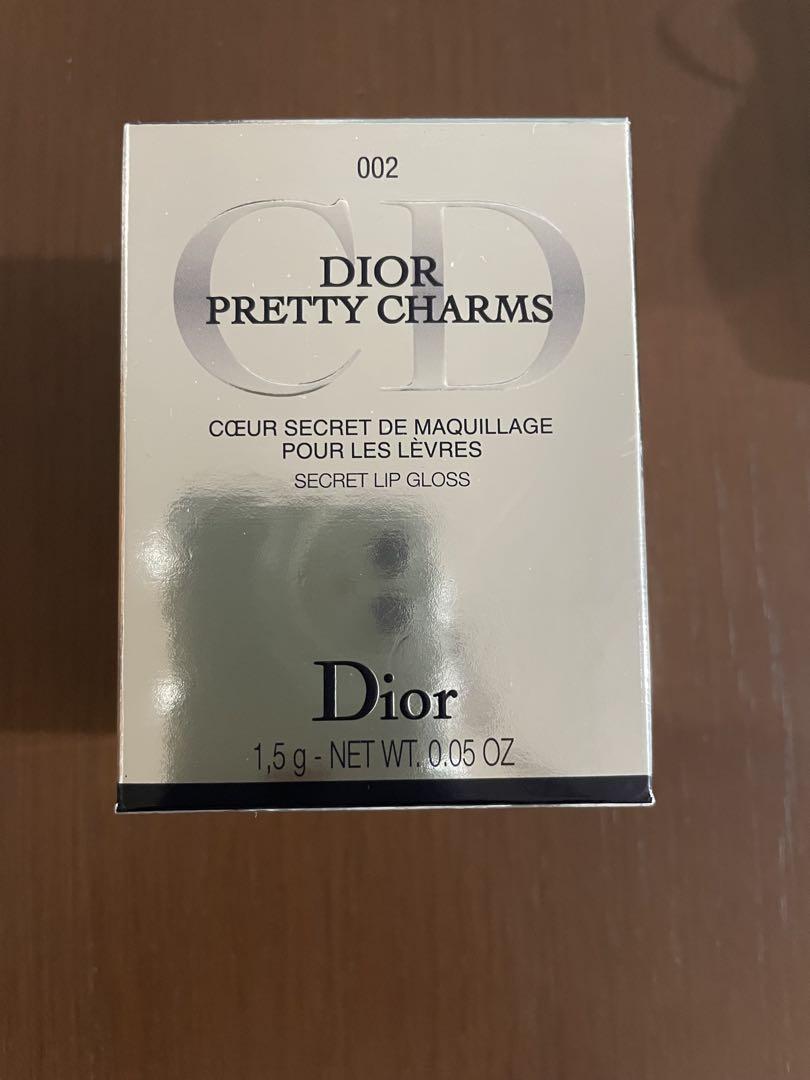 002
CD
DIOR
PRETTY CHARMS
CŒUR SECRET DE MAQUILLAGE
POUR LES LÈVRES
SECRET LIP GLOSS
Dior
1,5 g - NET WT. 0.05 OZ